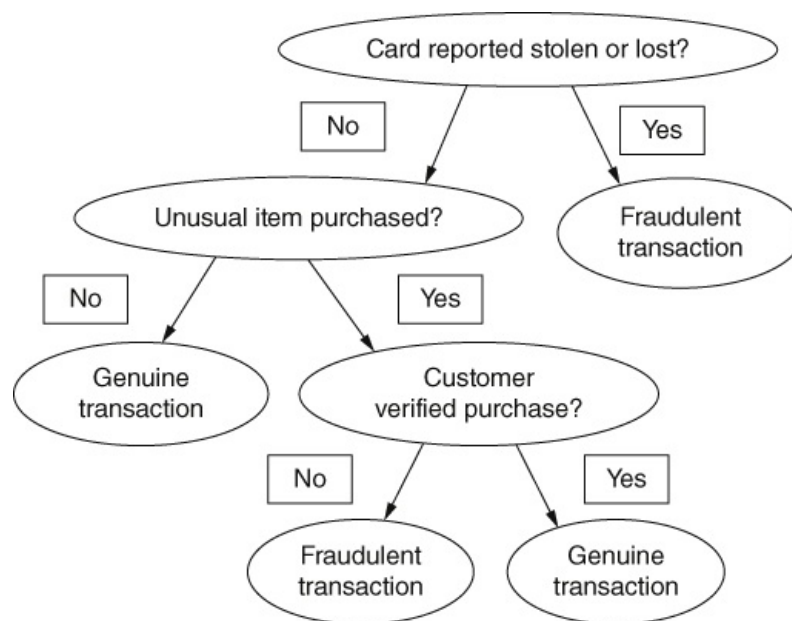 Card reported stolen or lost?
No
Yes
Unusual item purchased?
Fraudulent
transaction
No
Yes
Genuine
transaction
Customer
verified purchase?
No
Yes
Fraudulent
transaction
Genuine
transaction